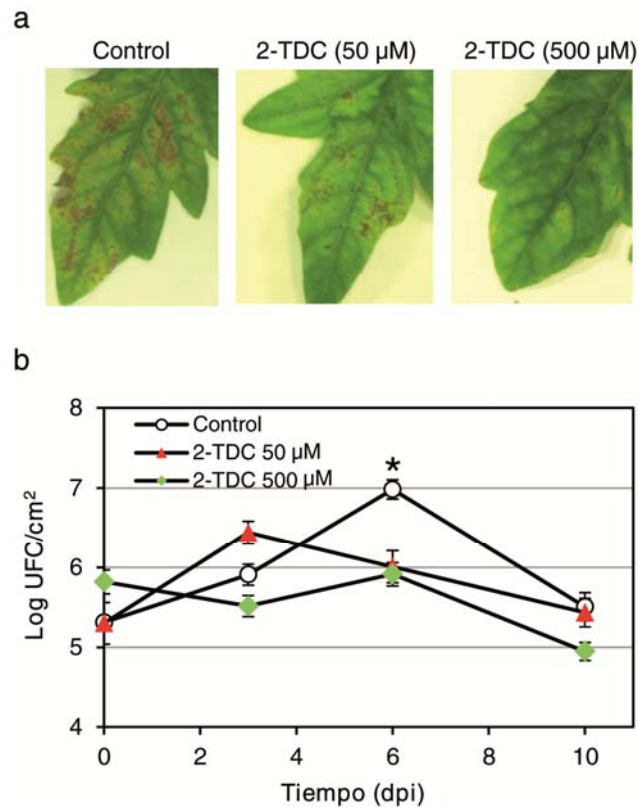 a
Control
2-TDC (50 µM)
2-TDC (500 µM)
b
8
7
6
5
4
Log UFC/cm²
Control
2-TDC 50 µM
2-TDC 500 µM
*
0
2
4
6
8
10
Tiempo (dpi)